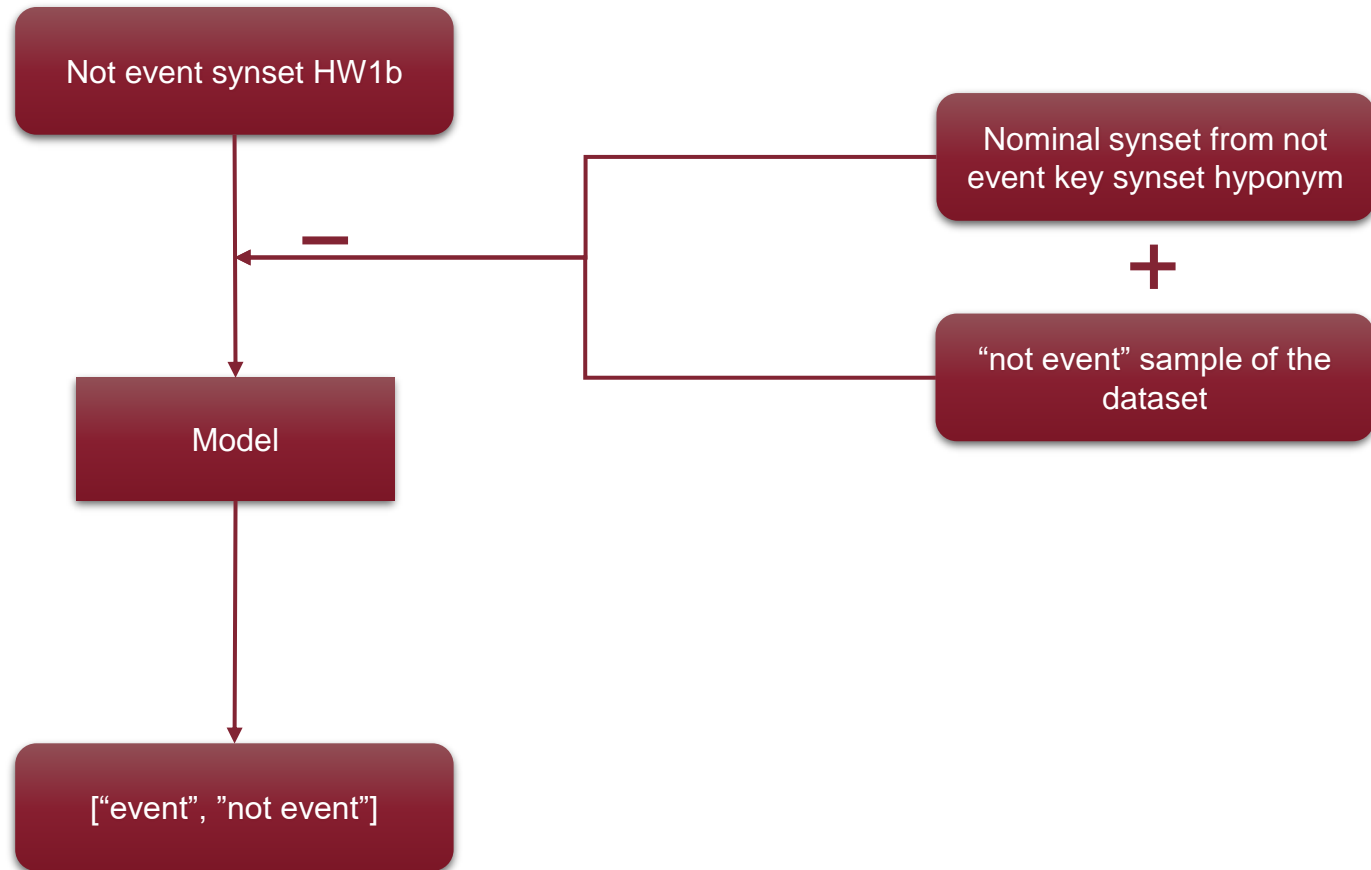 Not event synset HW1b
Nominal synset from not
event key synset hyponym
–
+
“not event” sample of the
dataset
Model
[“event”, ”not event”]